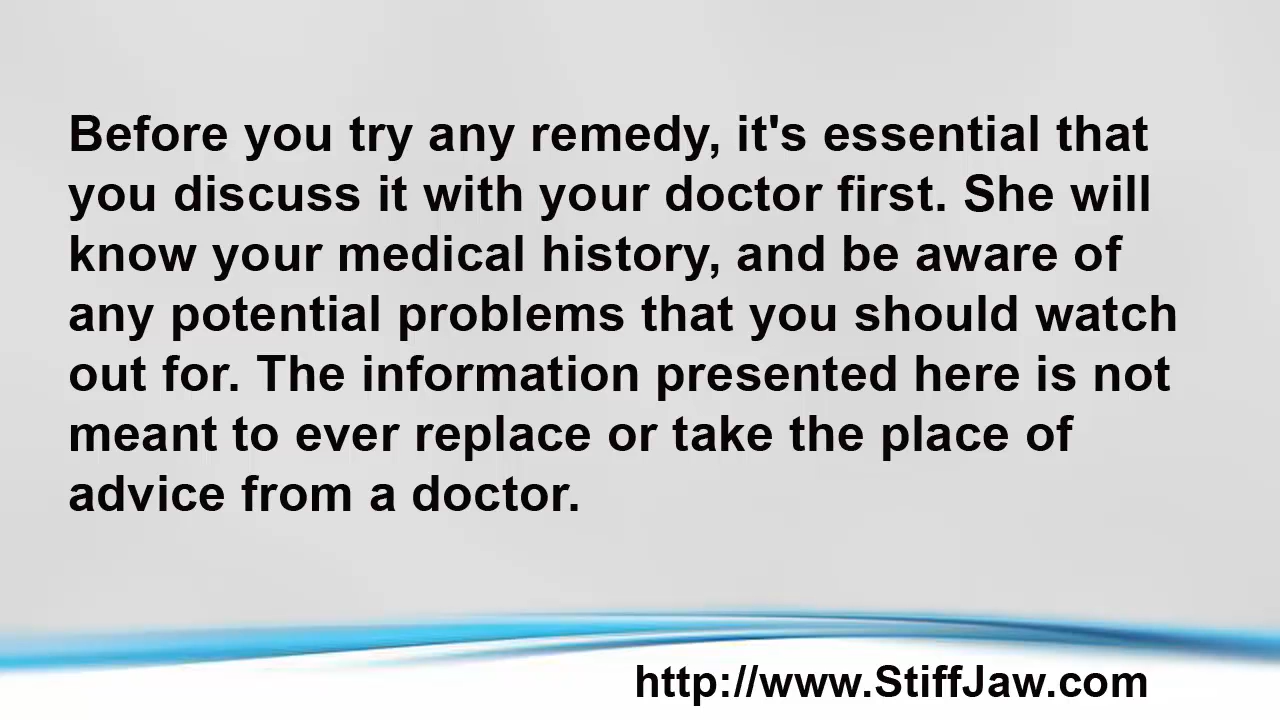 Before you try any remedy, it's essential that
you discuss it with your doctor first. She will
know your medical history, and be aware of
any potential problems that you should watch
out for. The information presented here is not
meant to ever replace or take the place of
advice from a doctor.
http://www.StiffJaw.com